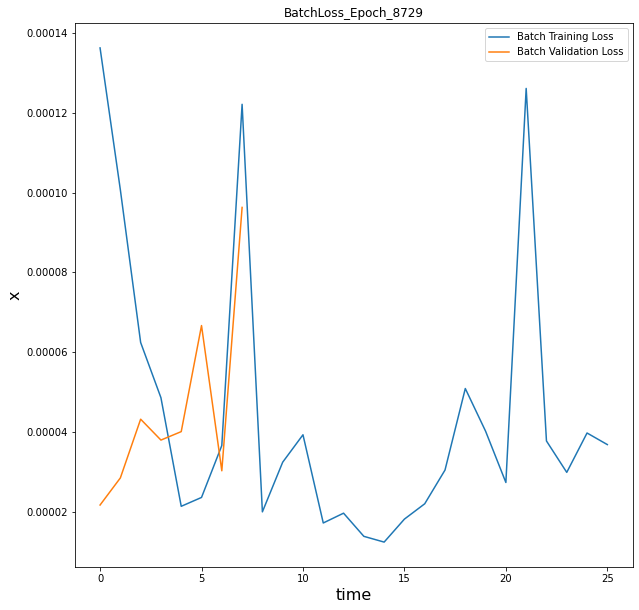 BatchLoss_Epoch_8729
Batch Training Loss
Batch Validation Loss
0.00014
0.00012
0.00010
0.00008
0.00006
0.00004
0.00002
x
0 5 10 15 20 25
time